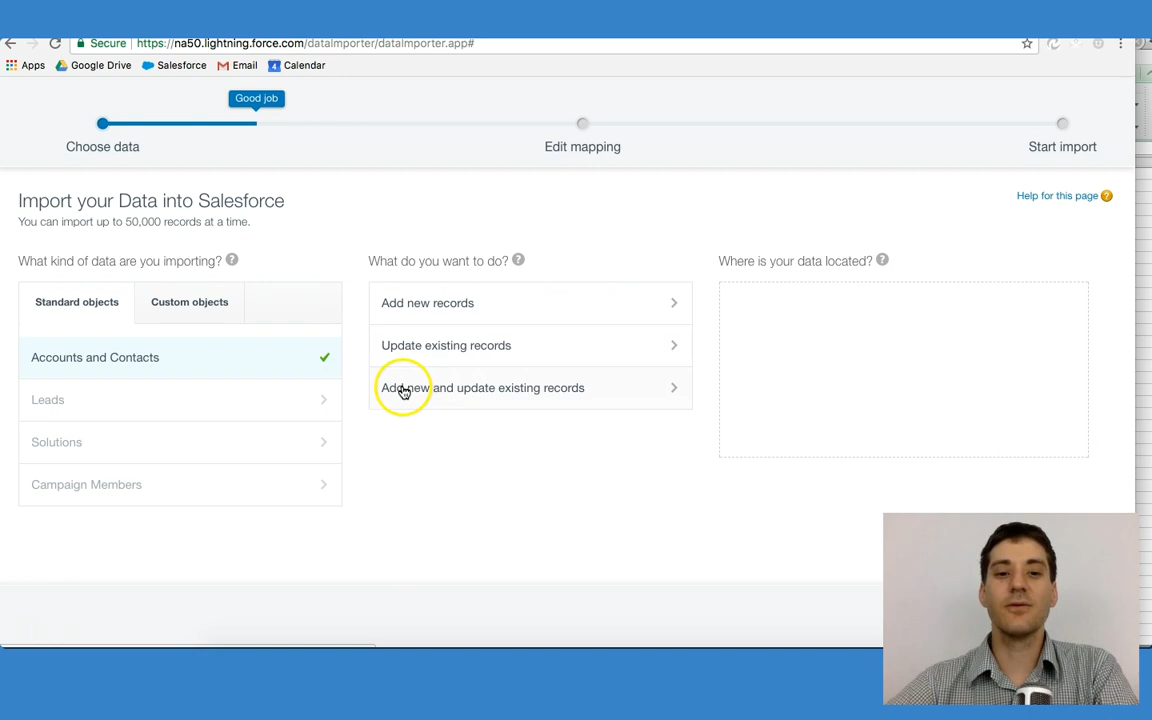 Secure https://na50.lightning.force.com/dataImporter/dataImporter.app#
Apps Google Drive Salesforce Email 4 Calendar
Good job
Choose data Edit mapping Start import
Import your Data into Salesforce
Help for this page ?
You can import up to 50,000 records at a time.
What kind of data are you importing? ? What do you want to do? ? Where is your data located? ?
Standard objects Custom objects
Add new records
Update existing records
Accounts and Contacts
Add new and update existing records
Leads
Solutions
Campaign Members